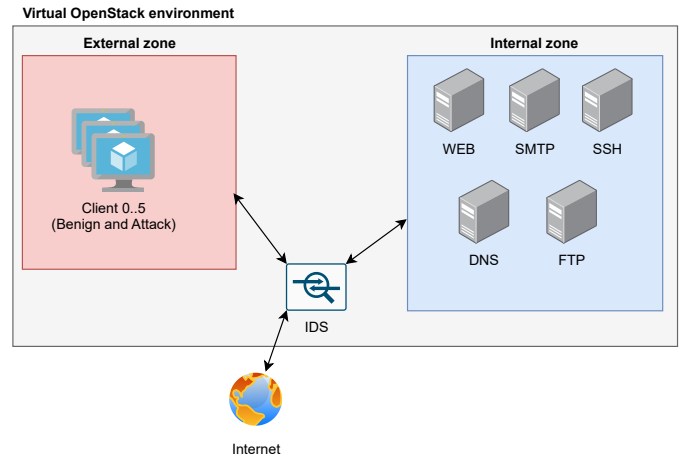 Virtual OpenStack environment
External zone
Internal zone
WEB
SMTP
SSH
Client 0..5
(Benign and Attack)
DNS
FTP
IDS
Internet